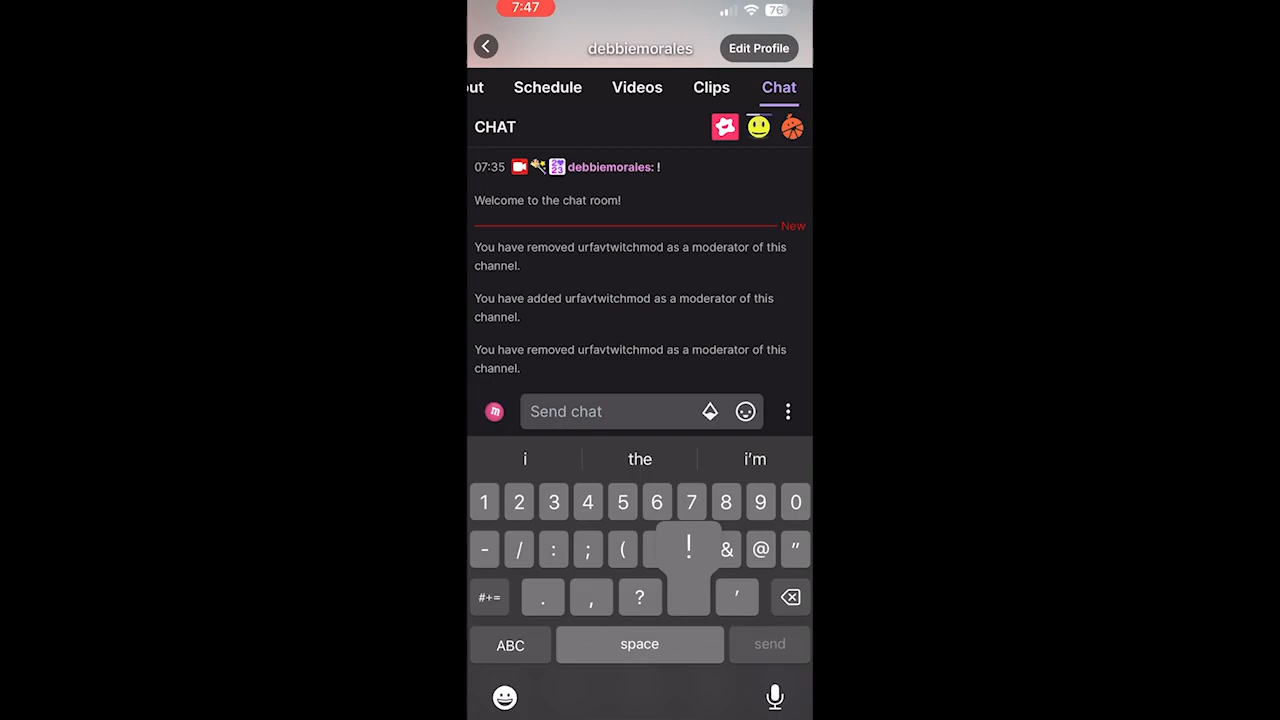 7:47
76
debbiemorales
Edit Profile
out Schedule Videos Clips Chat
CHAT
07:35 debbiemorales: !
Welcome to the chat room!
New
You have removed urfavtwitchmod as a moderator of this
channel.
You have added urfavtwitchmod as a moderator of this
channel.
You have removed urfavtwitchmod as a moderator of this
channel.
m Send chat
i the i'm
1 2 3 4 5 6 7 8 9 0
- / : ; ( ! & @ "
#+= . , ? '
ABC space send